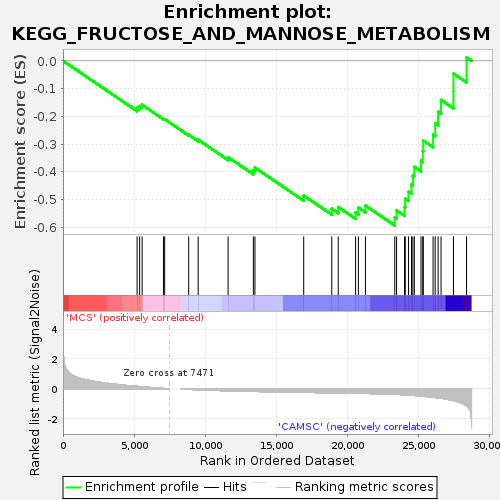 Enrichment plot:
KEGG_FRUCTOSE_AND_MANNOSE_METABOLISM
Enrichment score (ES)
0.0
-0.1
-0.2
-0.3
-0.4
-0.5
-0.6
'MCS' (positively correlated)
Ranked list metric (Signal2Noise)
4
2
0
-2
Zero cross at 7471
'CAMSC' (negatively correlated)
0
5,000
10,000
15,000
20,000
25,000
30,00
Rank in Ordered Dataset
Enrichment profile
Hits
Ranking metric scores